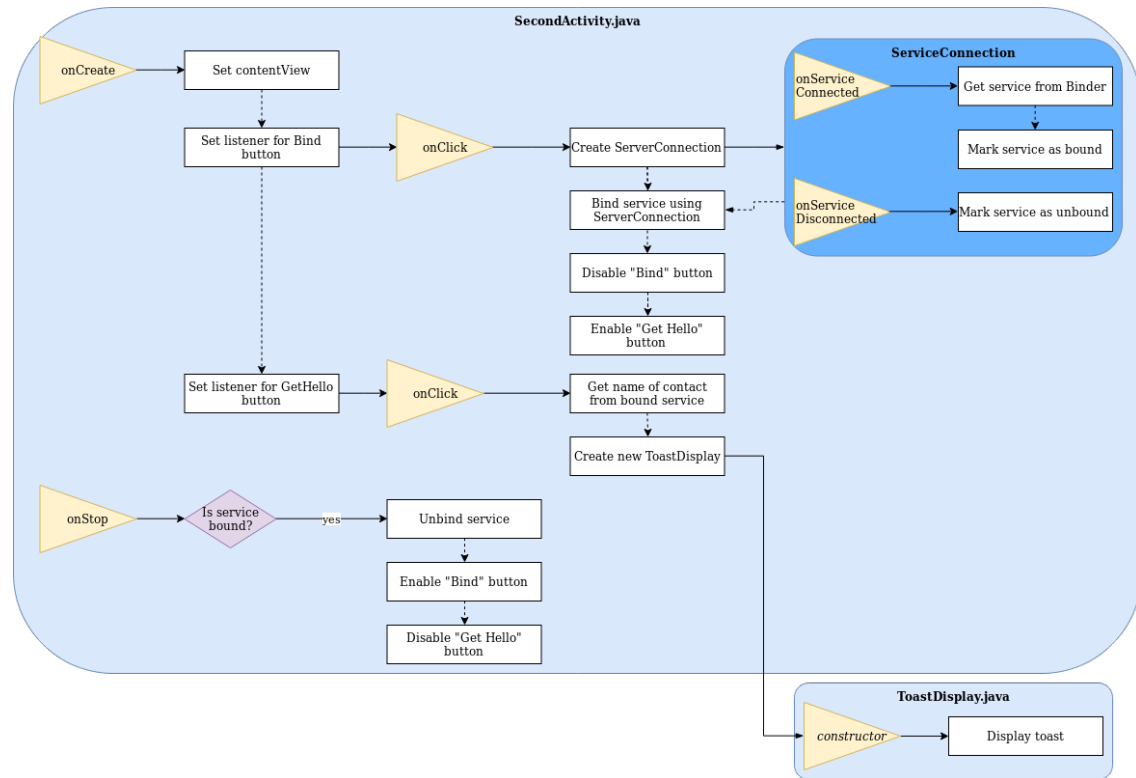 SecondActivity.java
onCreate
Set contentView
Set listener for Bind
button
onClick
Create ServerConnection
ServiceConnection
onService
Connected
Get service from Binder
Mark service as bound
onService
Disconnected
Mark service as unbound
Bind service using
ServerConnection
Disable "Bind" button
Enable "Get Hello"
button
Set listener for GetHello
button
onClick
Get name of contact
from bound service
Create new ToastDisplay
onStop
Is service
bound?
yes
Unbind service
Enable "Bind" button
Disable "Get Hello"
button
ToastDisplay.java
constructor
Display toast